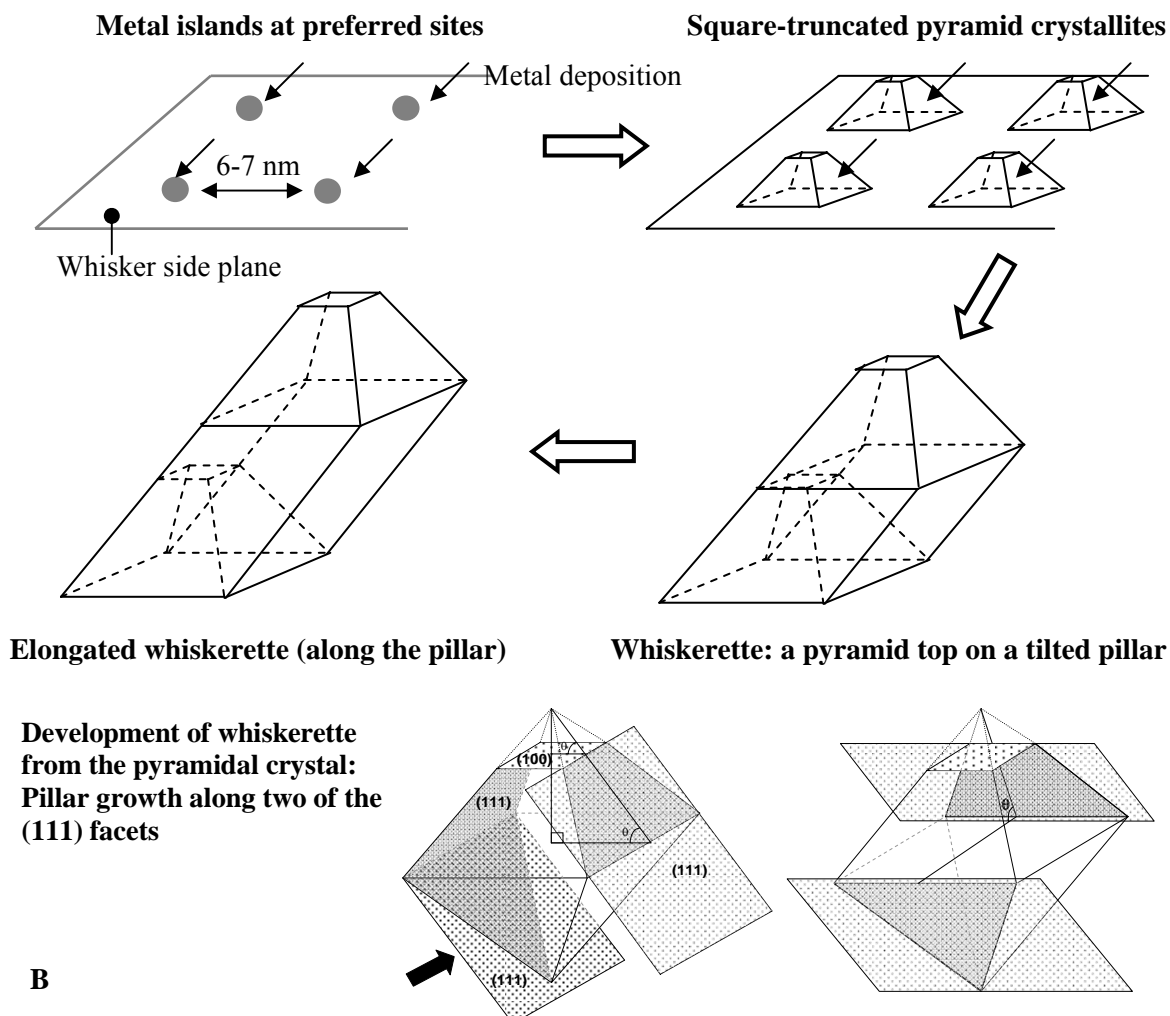 Metal islands at preferred sites
Square-truncated pyramid crystallites
Metal deposition
6-7 nm
Whisker side plane
Elongated whiskerette (along the pillar)
Whiskerette: a pyramid top on a tilted pillar
Development of whiskerette
from the pyramidal crystal:
Pillar growth along two of the
(111) facets
θ
(100)
(111)
θ
(111)
(111)
θ
B